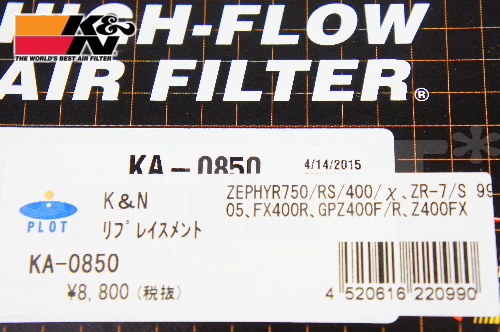 K&N
THE WORLD'S BEST AIR FILTER
HIGH-FLOW
AIR FILTER®
KA-0850
4/14/2015
PLOT
K&N
リプレイスメント
ZEPHYR750/RS/400/χ、ZR-7/S 99
05、FX400R、GPZ400F/R、Z400FX
KA-0850
¥8,800 (税抜)
4 520616 220990